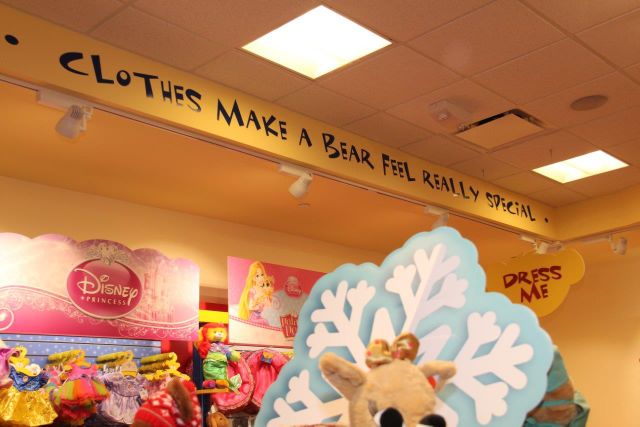 • CLOTHES MAKE A BEAR FEEL REALLY SPECIAL •
DISNEY
PRINCESS
DRESS
ME